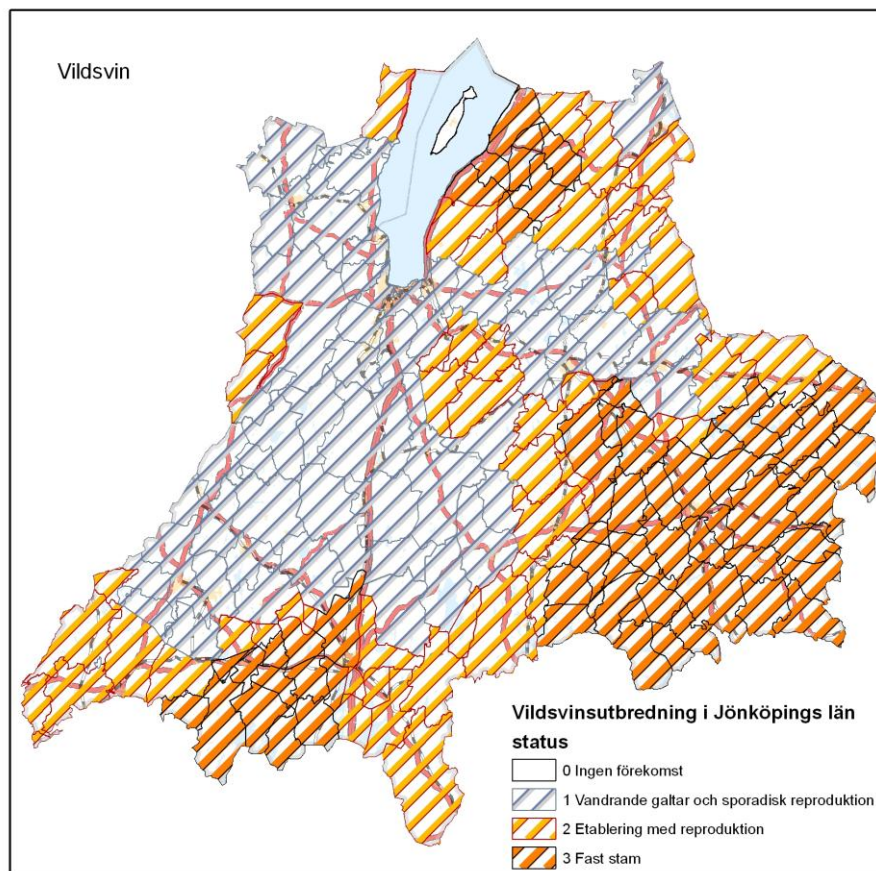 Vildsvin
Vildsvinsutbredning i Jönköpings län
status
0 Ingen förekomst
1 Vandrande galtar och sporadisk reproduktion
2 Etablering med reproduktion
3 Fast stam